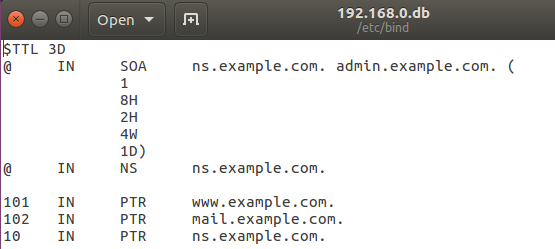 Open
192.168.0.db
/etc/bind
$TTL 3D
@ IN SOA ns.example.com. admin.example.com. (
1
8H
2H
4W
1D)
@ IN NS ns.example.com.
101 IN PTR www.example.com.
102 IN PTR mail.example.com.
10 IN PTR ns.example.com.